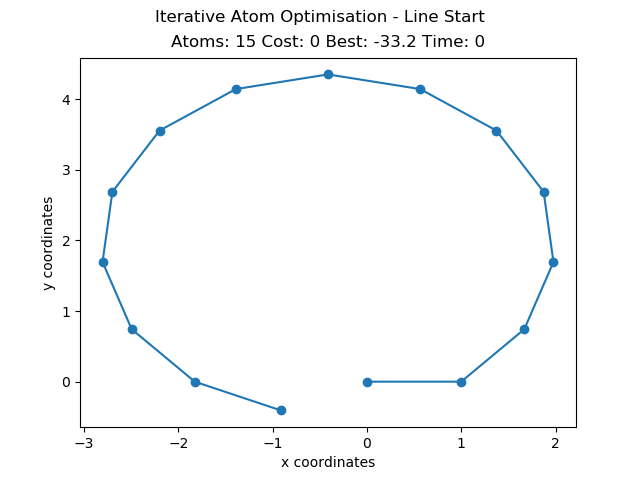 Iterative Atom Optimisation - Line Start
Atoms: 15 Cost: 0 Best: -33.2 Time: 0
4
3
2
1
0
y coordinates
−3 −2 −1 0 1 2
x coordinates